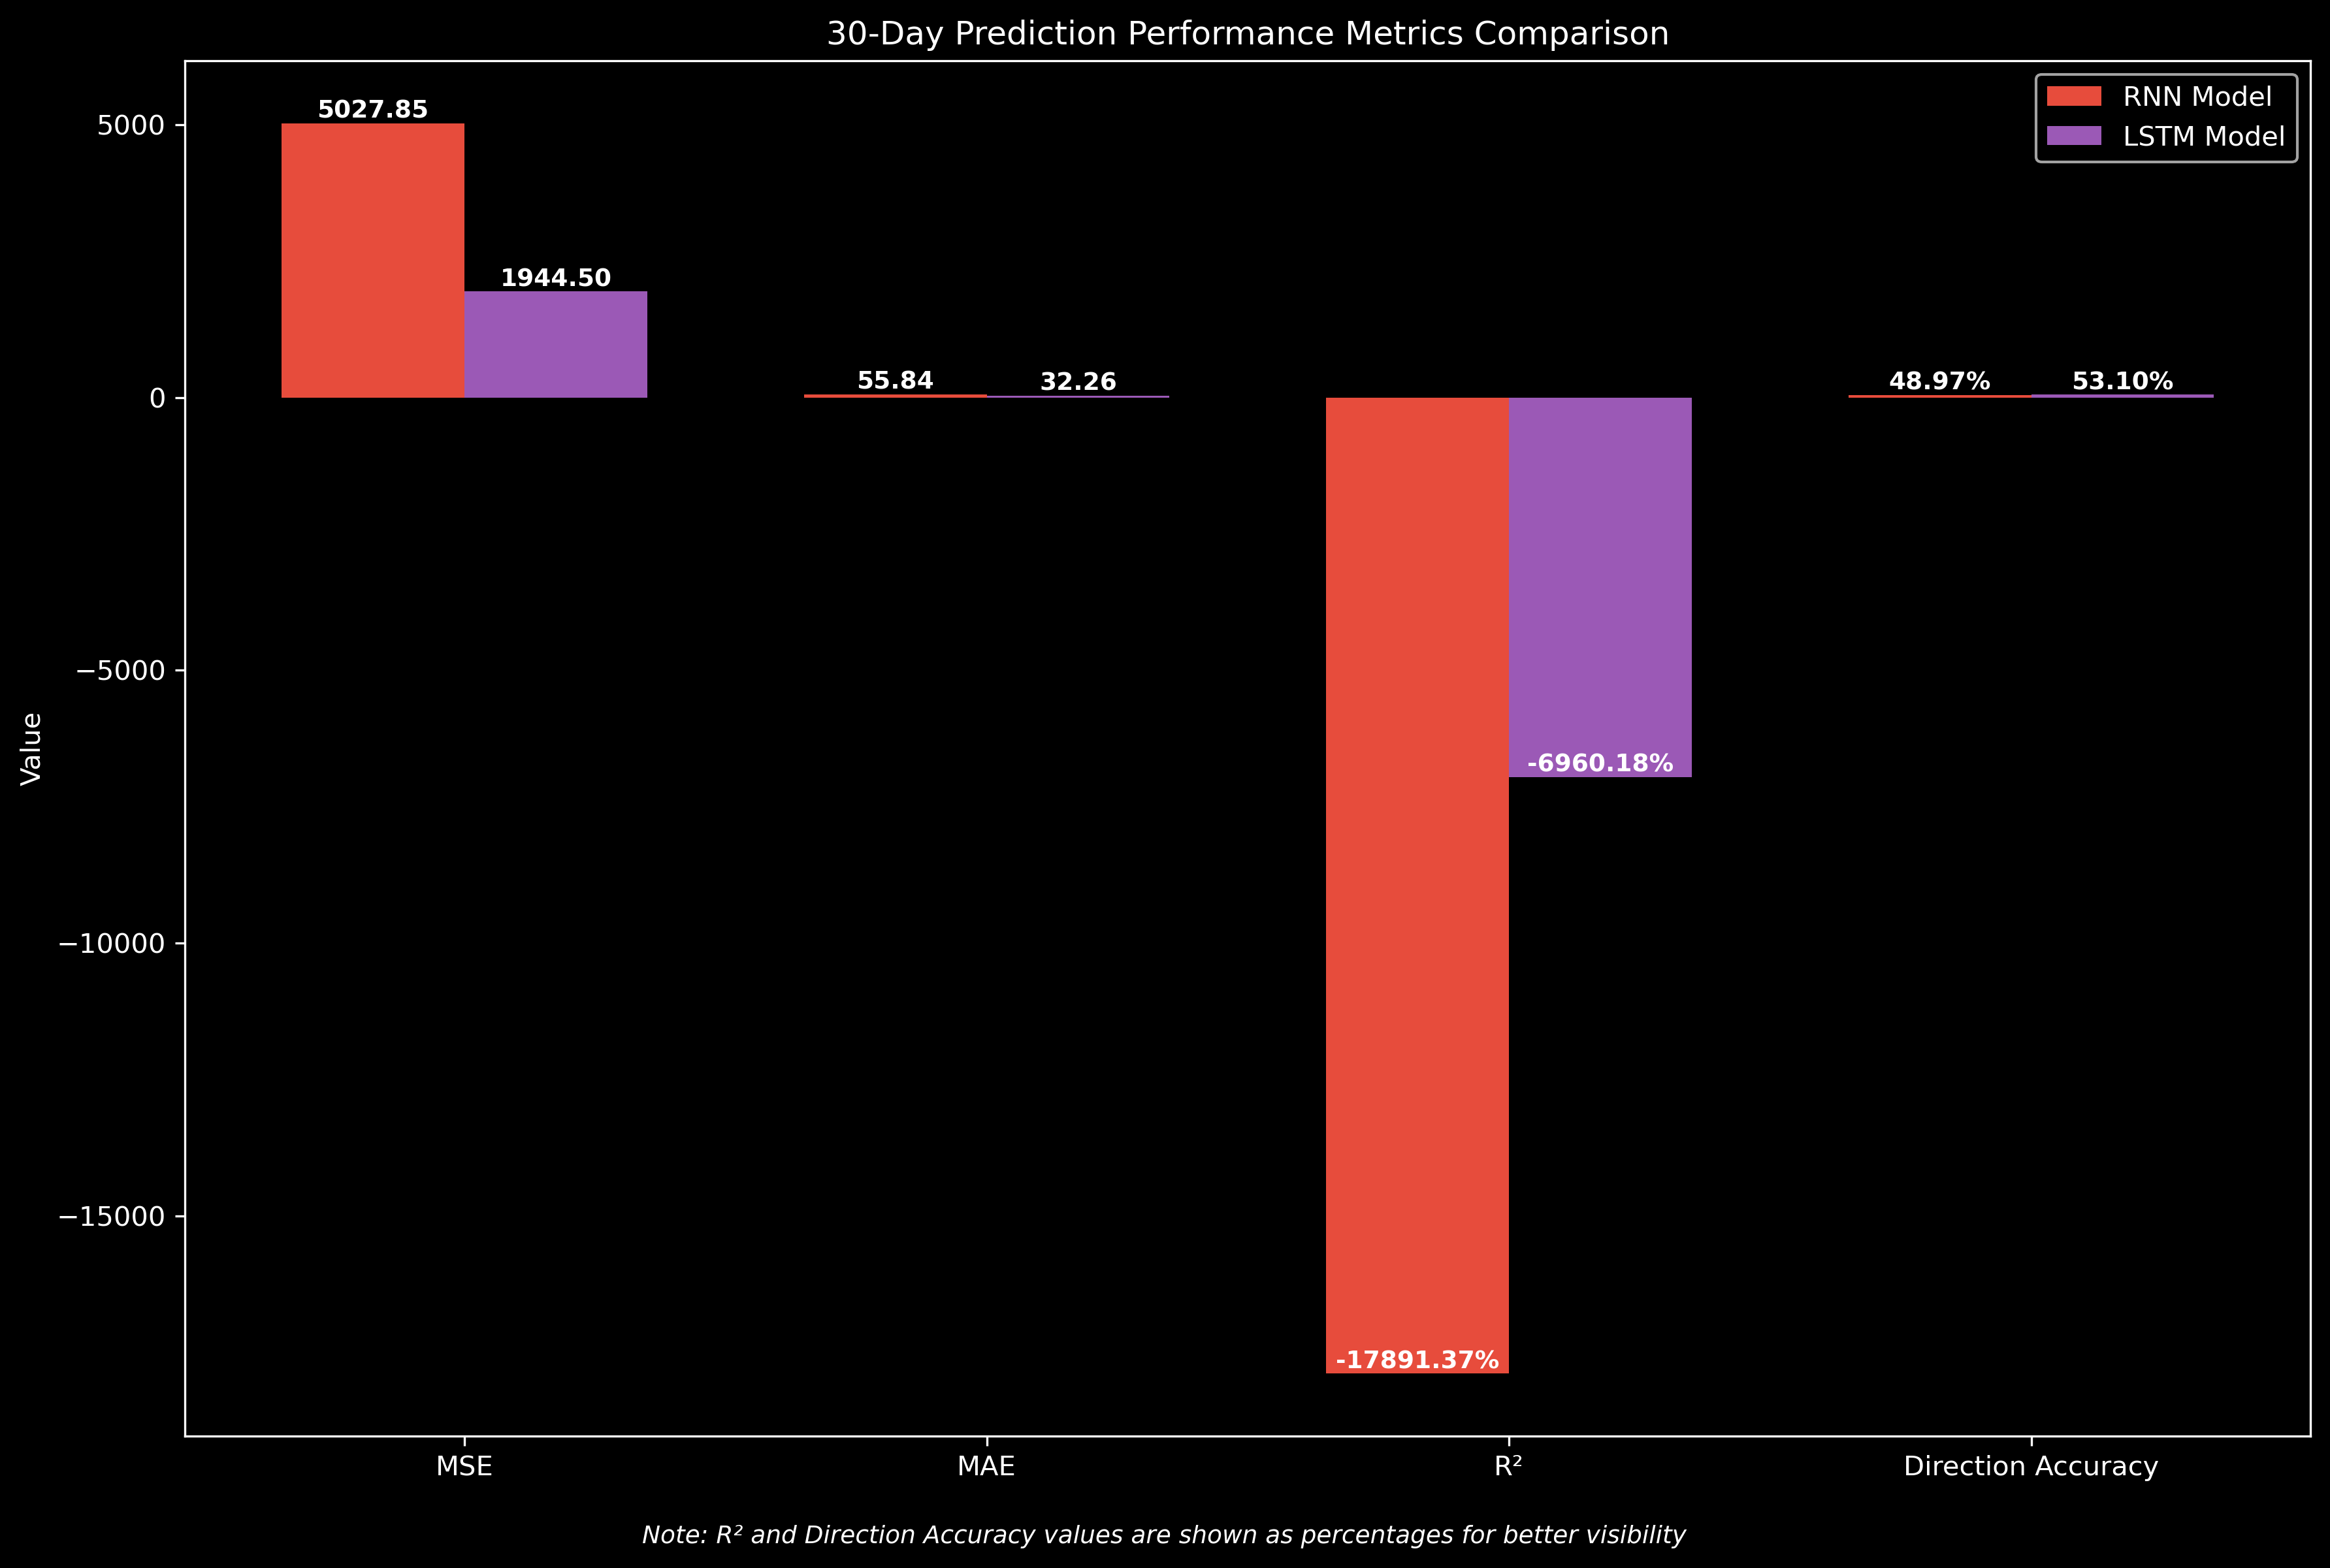 30-Day Prediction Performance Metrics Comparison
RNN Model
LSTM Model
Value
5000
0
−5000
−10000
−15000
5027.85
1944.50
55.84
32.26
-17891.37%
-6960.18%
48.97%
53.10%
MSE
MAE
R²
Direction Accuracy
Note: R² and Direction Accuracy values are shown as percentages for better visibility